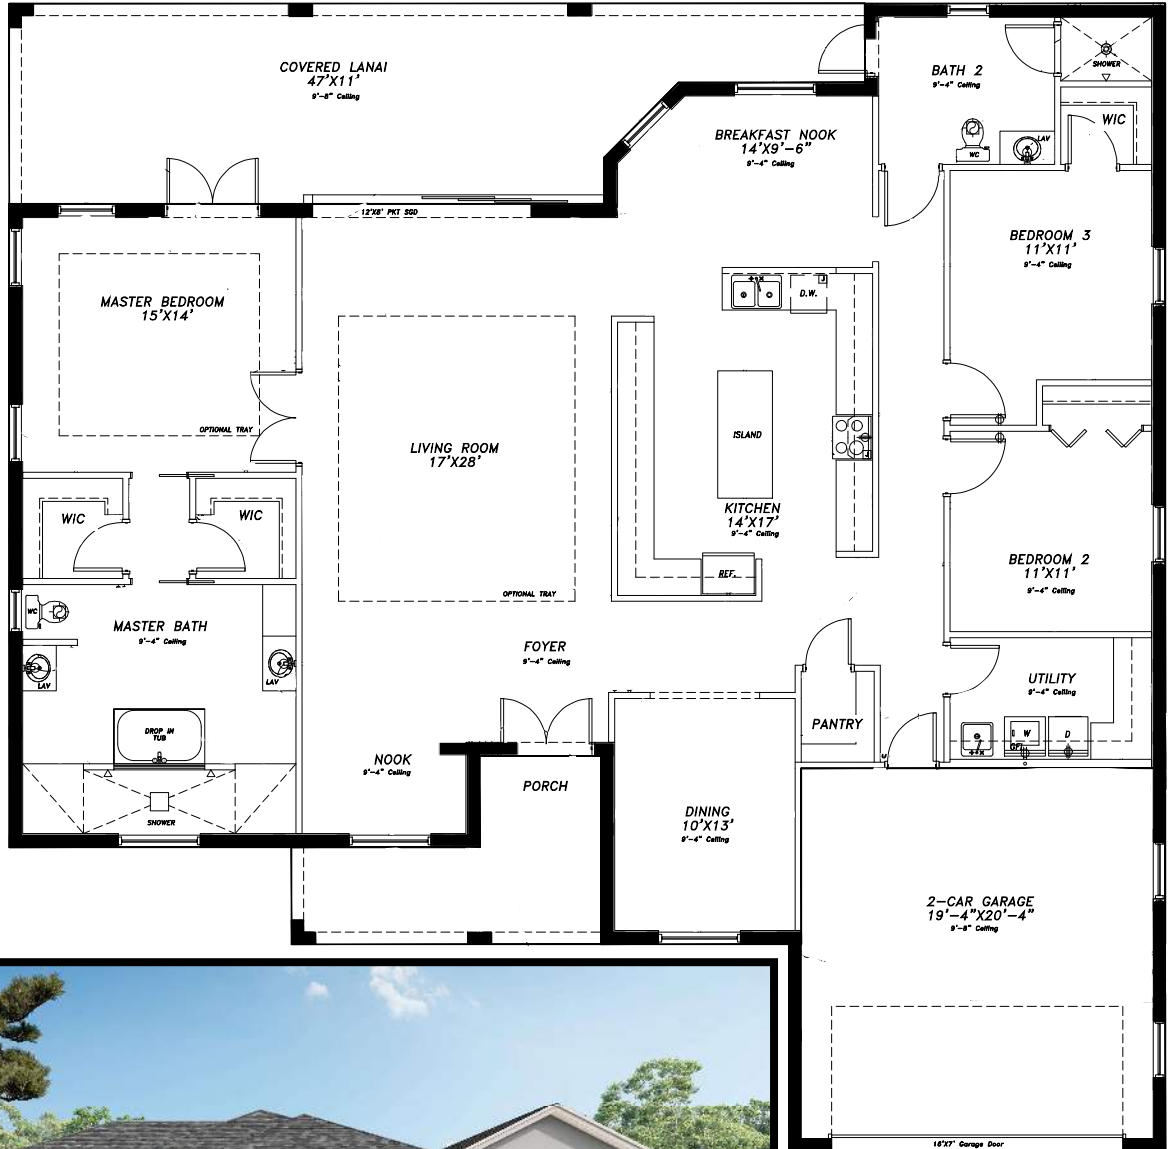 COVERED LANAI
47'X11'
9'-8" Ceiling
BATH 2
9'-4" Ceiling
SHOWER
WIC
LAV
WC
BREAKFAST NOOK
14'X9'-6"
9'-4" Ceiling
12'X8' PKT SGD
BEDROOM 3
11'X11'
9'-4" Ceiling
MASTER BEDROOM
15'X14'
OPTIONAL TRAY
D.W.
LIVING ROOM
17'X28'
OPTIONAL TRAY
ISLAND
KITCHEN
14'X17'
9'-4" Ceiling
REF.
WIC
WIC
BEDROOM 2
11'X11'
9'-4" Ceiling
WC
MASTER BATH
9'-4" Ceiling
LAV
LAV
DROP IN
TUB
SHOWER
FOYER
9'-4" Ceiling
UTILITY
9'-4" Ceiling
W
D
GFI
PANTRY
NOOK
9'-4" Ceiling
PORCH
DINING
10'X13'
9'-4" Ceiling
2-CAR GARAGE
19'-4"X20'-4"
9'-8" Ceiling
16'X7' Garage Door